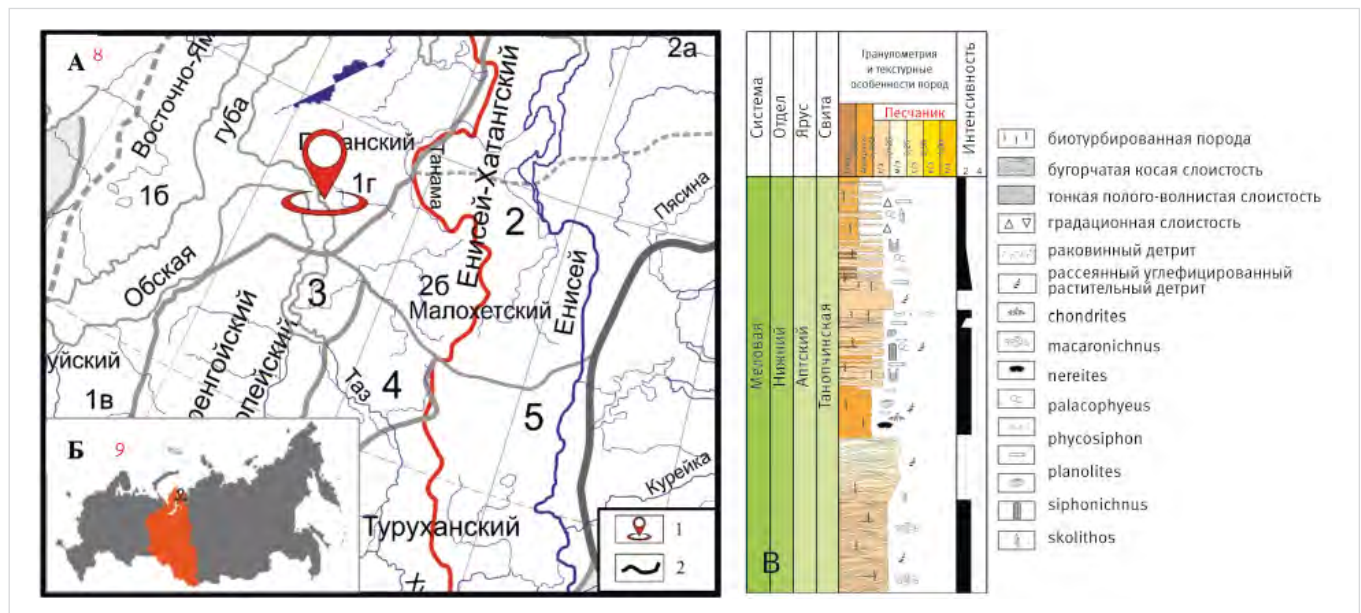 А 8
Восточно-Ям
губа
2а
анский
Танама
1г
1б
Енисей-Хатангский
2
Пясина
Обская
3
2б
Малохетский
Енисей
уйский
1в
ренгойский
опейский
Таз
4
5
Курейка
Туруханский
Б 9
1
2
Система
Отдел
Ярус
Свита
Гранулометрия
и текстурные
особенности пород
Песчаник
Интенсивность
Меловая
Нижний
Аптский
Танопчинская
В
биотурбированная порода
бугорчатая косая слоистость
тонкая полого-волнистая слоистость
градационная слоистость
раковинный детрит
рассеянный углефицированный
растительный детрит
chondrites
macaronichnus
nereites
palacophyeus
phycosiphon
planolites
siphonichnus
skolithos